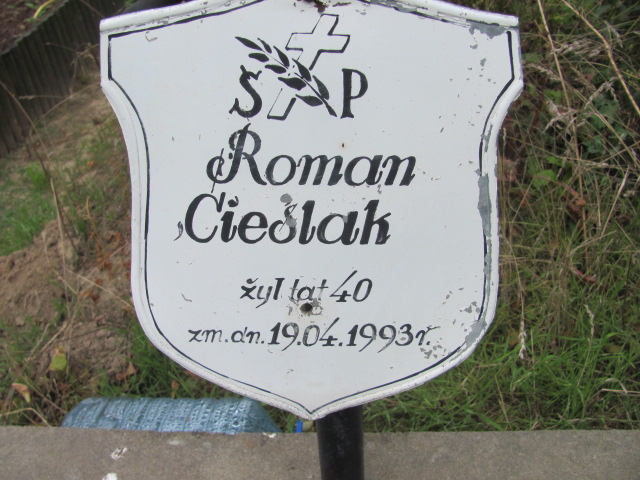 Ś P
Roman
Cieślak
żył lat 40
zm. dn. 19.04.1993 r.